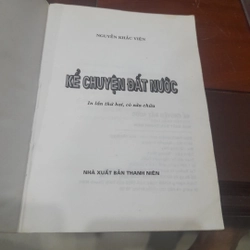 NGUYỄN KHẮC VIỆN
KỂ CHUYỆN ĐẤT NƯỚC
In lần thứ hai, có sửa chữa
NHÀ XUẤT BẢN THANH NIÊN